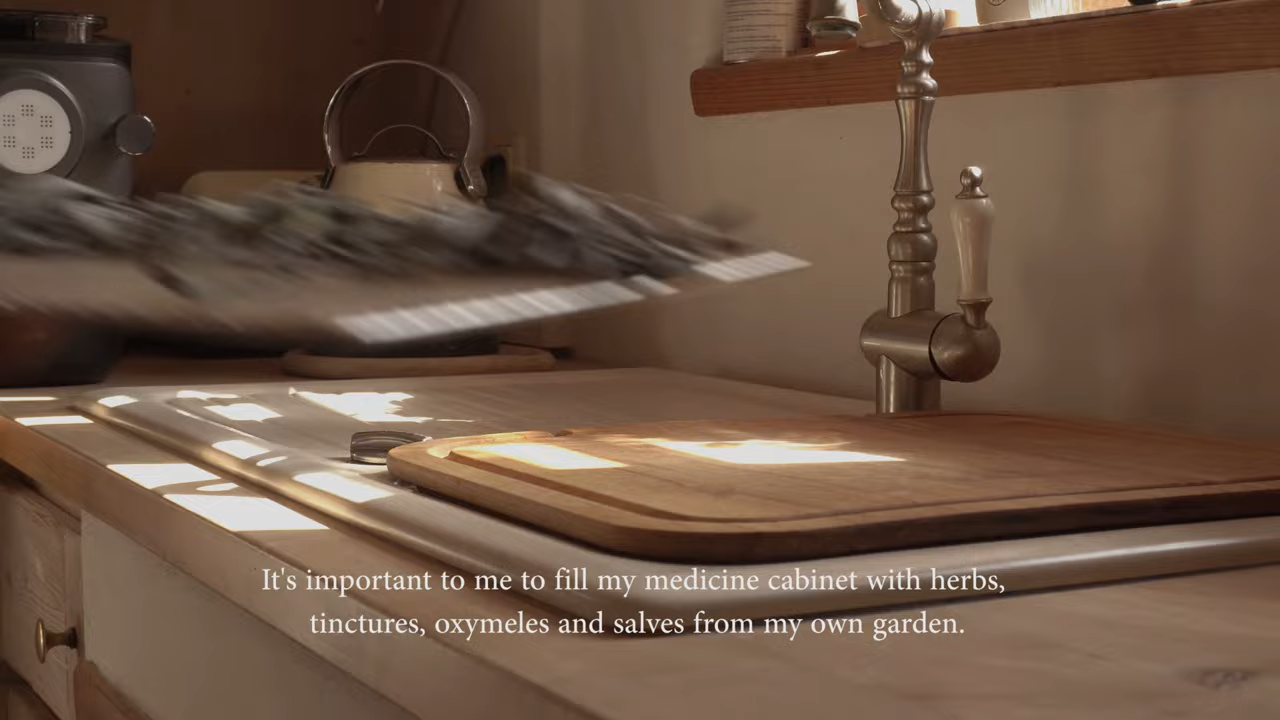 It's important to me to fill my medicine cabinet with herbs,
tinctures, oxymeles and salves from my own garden.